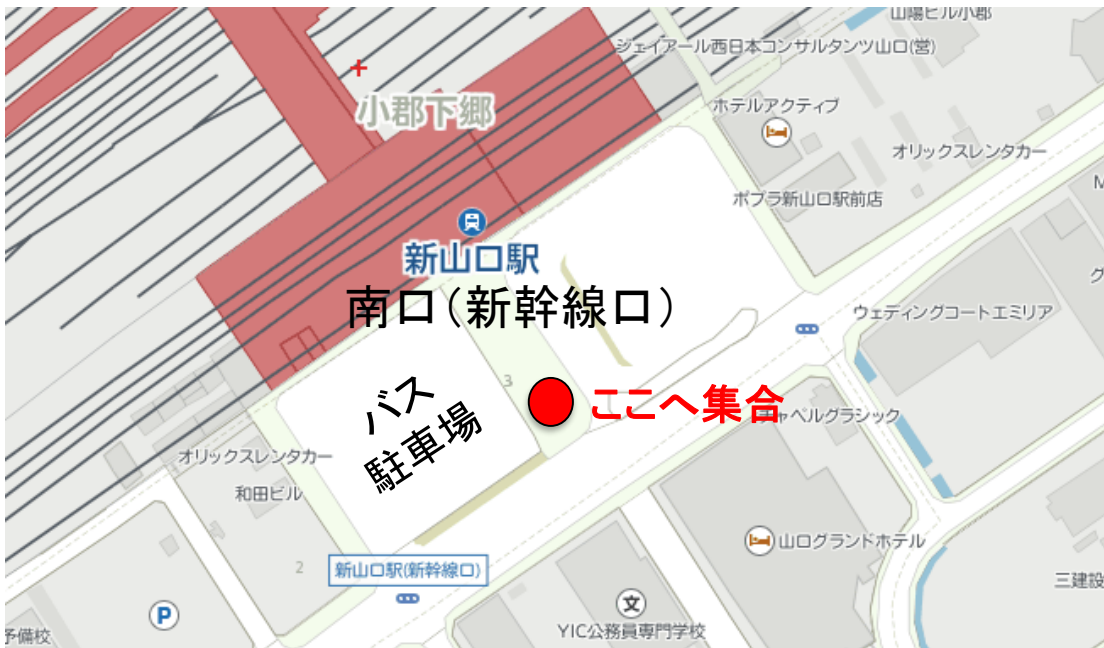 山陽ビル小郡
ジェイアール西日本コンサルタンツ山口(営)
小郡下郷
ホテルアクティブ
オリックスレンタカー
ポプラ新山口駅前店
新山口駅
南口(新幹線口)
ウェディングコートエミリア
3
バス
駐車場
ここへ集合
チャペルグラシック
オリックスレンタカー
和田ビル
山口グランドホテル
2
新山口駅(新幹線口)
三建設
P
文
YIC公務員専門学校
予備校